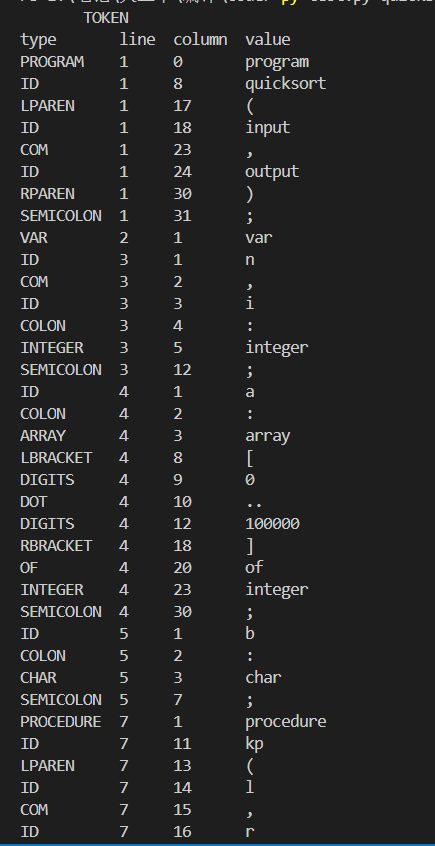 TOKEN
type line column value
PROGRAM 1 0 program
ID 1 8 quicksort
LPAREN 1 17 (
ID 1 18 input
COM 1 23 ,
ID 1 24 output
RPAREN 1 30 )
SEMICOLON 1 31 ;
VAR 2 1 var
ID 3 1 n
COM 3 2 ,
ID 3 3 i
COLON 3 4 :
INTEGER 3 5 integer
SEMICOLON 3 12 ;
ID 4 1 a
COLON 4 2 :
ARRAY 4 3 array
LBRACKET 4 8 [
DIGITS 4 9 0
DOT 4 10 ..
DIGITS 4 12 100000
RBRACKET 4 18 ]
OF 4 20 of
INTEGER 4 23 integer
SEMICOLON 4 30 ;
ID 5 1 b
COLON 5 2 :
CHAR 5 3 char
SEMICOLON 5 7 ;
PROCEDURE 7 1 procedure
ID 7 11 kp
LPAREN 7 13 (
ID 7 14 l
COM 7 15 ,
ID 7 16 r